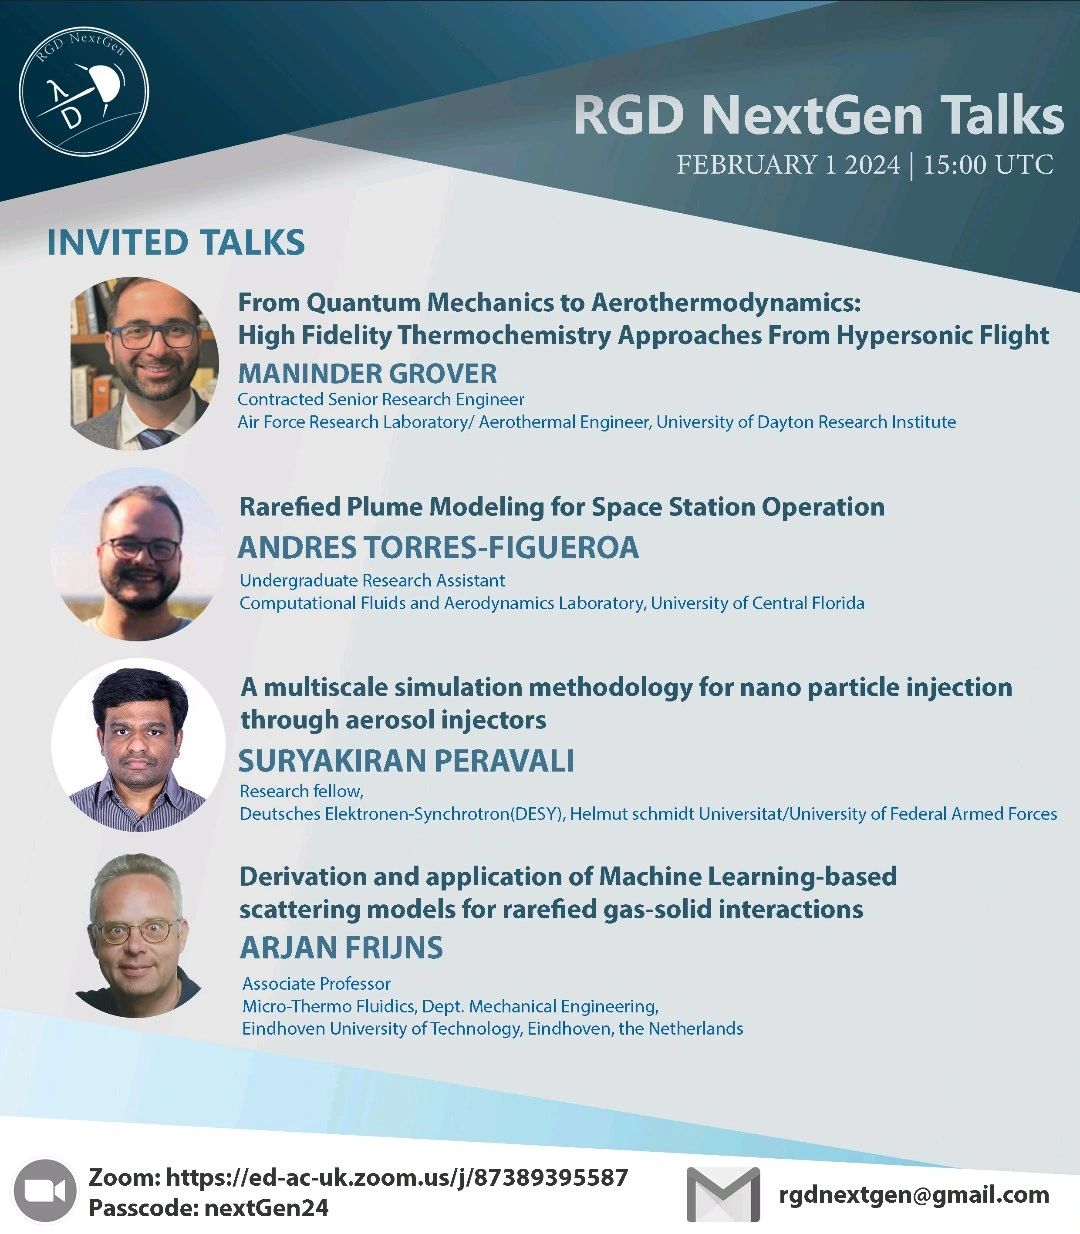 RGD NextGen
λ
D
RGD NextGen Talks
FEBRUARY 1 2024 | 15:00 UTC
INVITED TALKS
From Quantum Mechanics to Aerothermodynamics:
High Fidelity Thermochemistry Approaches From Hypersonic Flight
MANINDER GROVER
Contracted Senior Research Engineer
Air Force Research Laboratory/ Aerothermal Engineer, University of Dayton Research Institute
Rarefied Plume Modeling for Space Station Operation
ANDRES TORRES-FIGUEROA
Undergraduate Research Assistant
Computational Fluids and Aerodynamics Laboratory, University of Central Florida
A multiscale simulation methodology for nano particle injection
through aerosol injectors
SURYAKIRAN PERAVALI
Research fellow,
Deutsches Elektronen-Synchrotron(DESY), Helmut schmidt Universitat/University of Federal Armed Forces
Derivation and application of Machine Learning-based
scattering models for rarefied gas-solid interactions
ARJAN FRIJNS
Associate Professor
Micro-Thermo Fluidics, Dept. Mechanical Engineering,
Eindhoven University of Technology, Eindhoven, the Netherlands
Zoom: https://ed-ac-uk.zoom.us/j/87389395587
Passcode: nextGen24
rgdnextgen@gmail.com